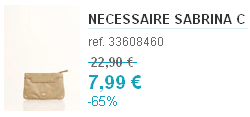 NECESSAIRE SABRINA C
ref. 33608460
22,90 €
7,99 €
-65%